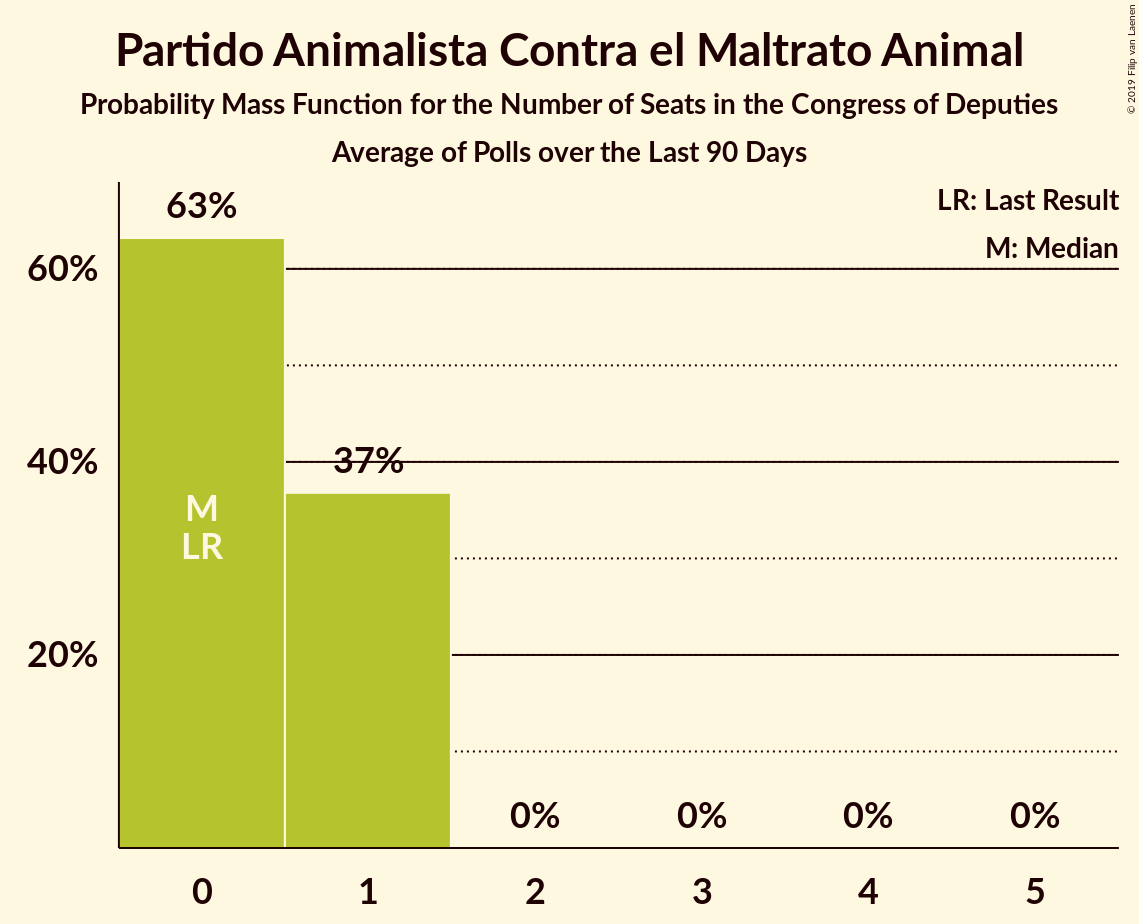 Partido Animalista Contra el Maltrato Animal
Probability Mass Function for the Number of Seats in the Congress of Deputies
Average of Polls over the Last 90 Days
© 2019 Filip van Laenen
LR: Last Result
M: Median
63%
60%
37%
40%
M
LR
20%
0% 0% 0% 0%
0 1 2 3 4 5